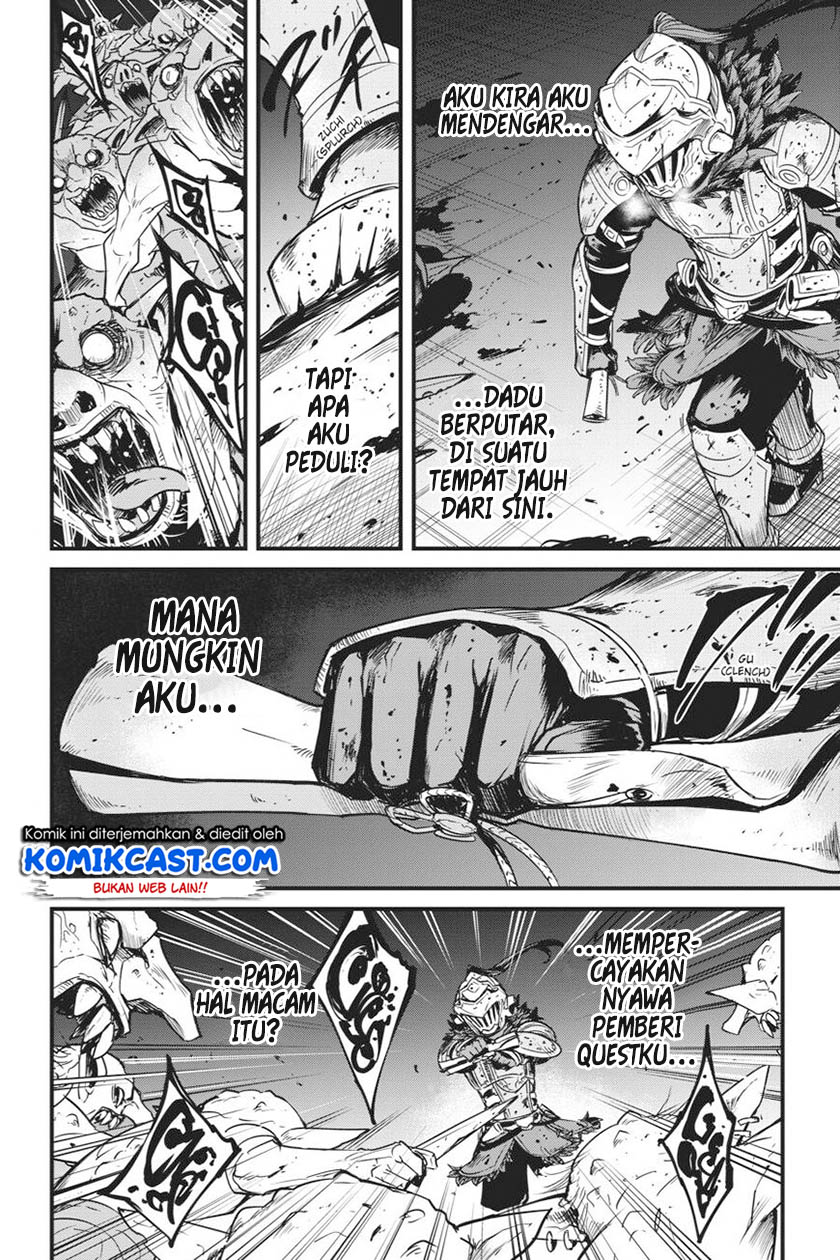 AKU KIRA AKU
MENDENGAR...
...DADU
BERPUTAR,
DI SUATU
TEMPAT JAUH
DARI SINI.
ZUCHI
(SPLURCH)
TAPI
APA
AKU
PEDULI?
GU
(CLENCH)
MANA
MUNGKIN
AKU...
Komik ini diterjemahkan & diedit oleh
KOMIKCAST.COM
BUKAN WEB LAIN!!
...MEMPER-
CAYAKAN
NYAWA
PEMBERI
QUESTKU...
...PADA
HAL MACAM
ITU?